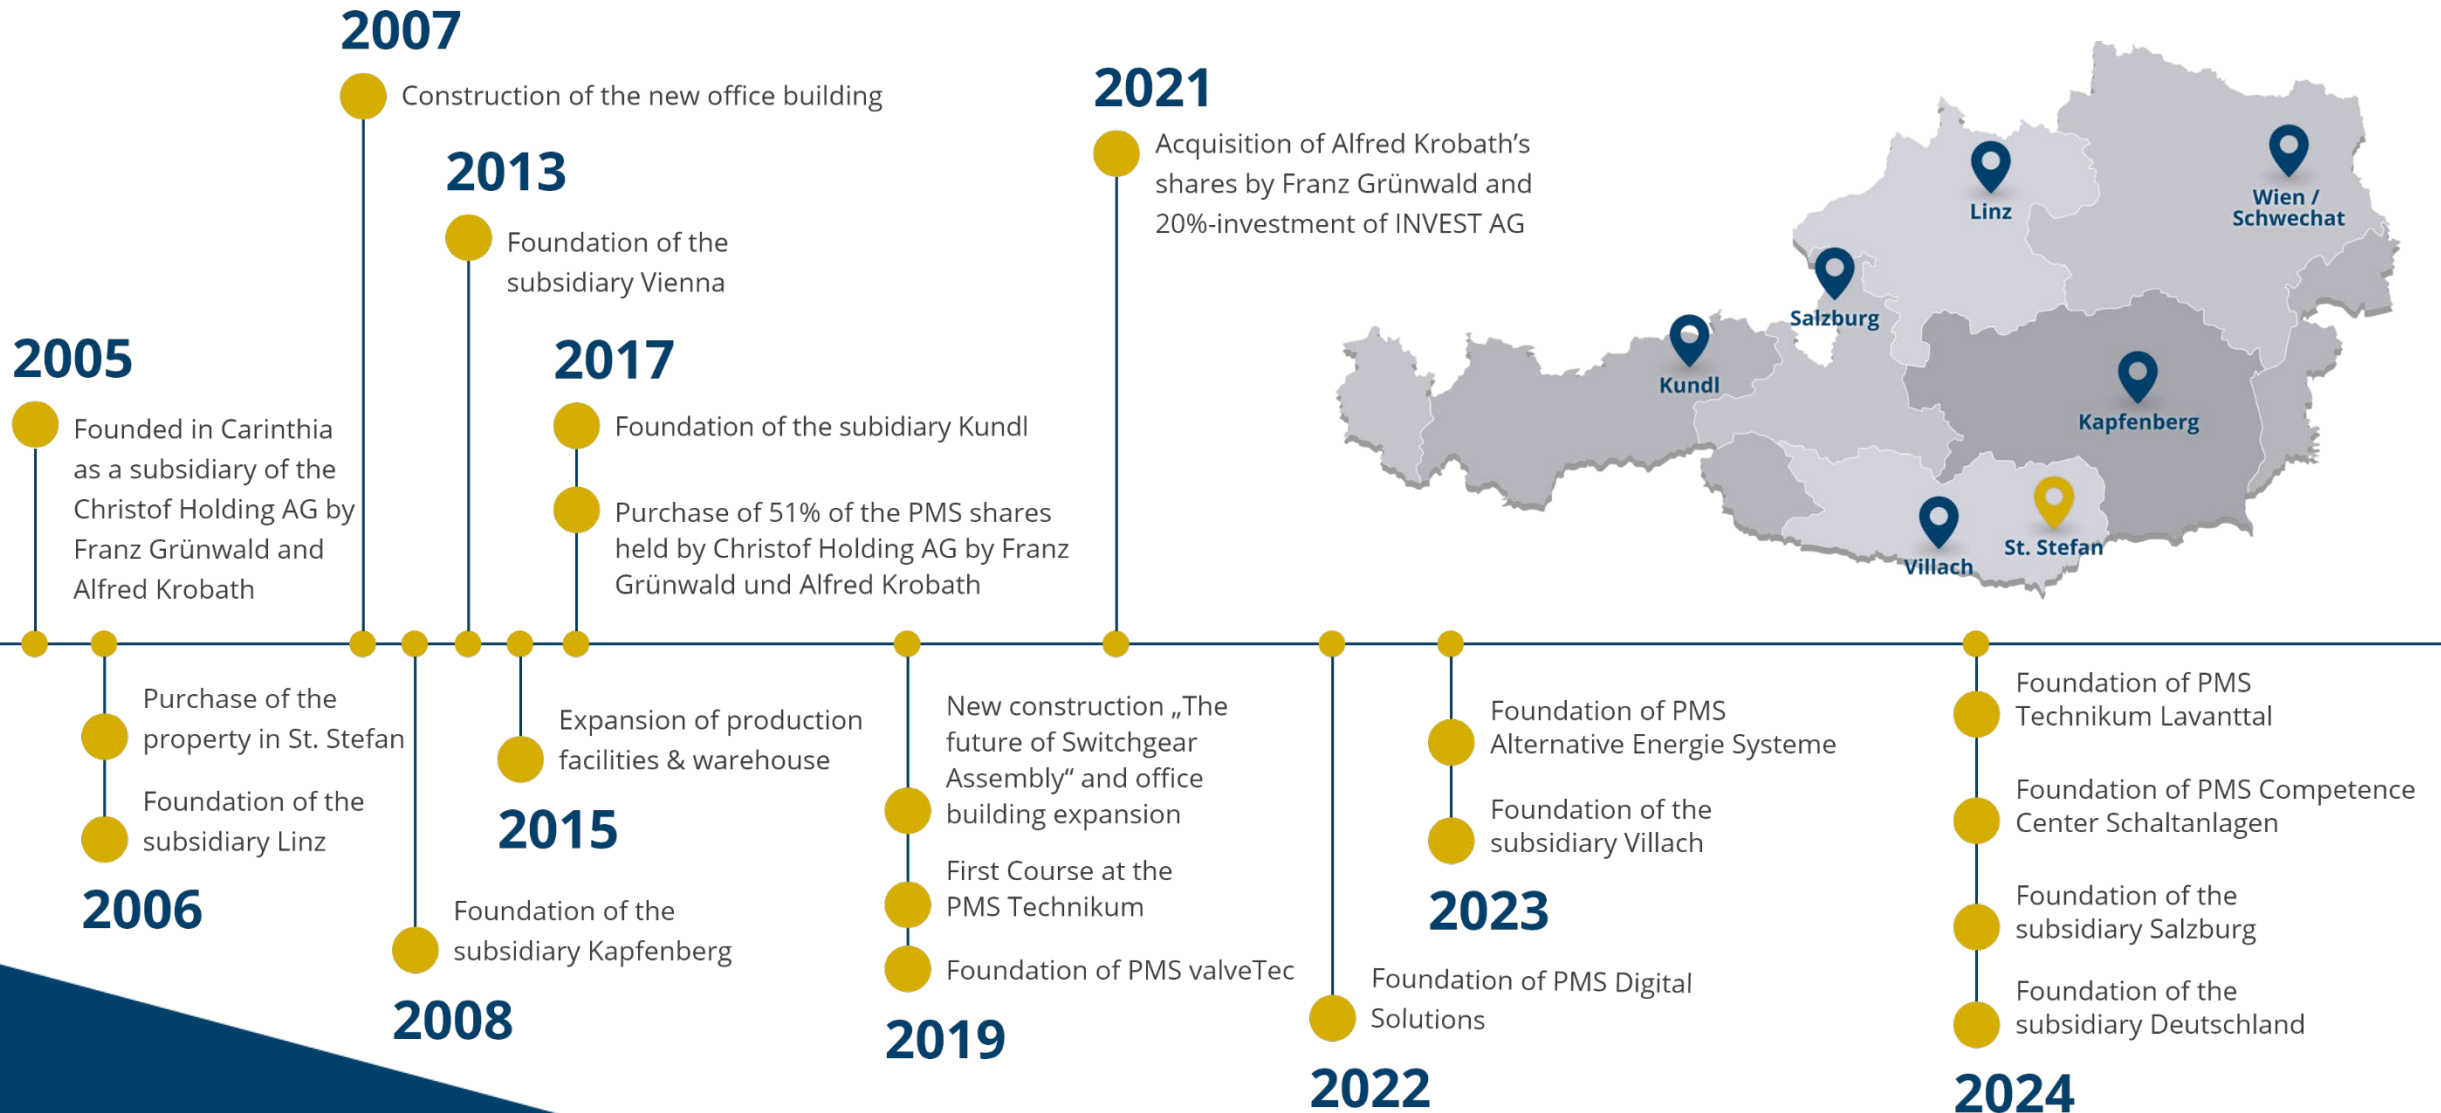 2007
Construction of the new office building
2013
Foundation of the
subsidiary Vienna
2005
Founded in Carinthia
as a subsidiary of the
Christof Holding AG by
Franz Grünwald and
Alfred Krobath
2017
Foundation of the subidiary Kundl
Purchase of 51% of the PMS shares
held by Christof Holding AG by Franz
Grünwald und Alfred Krobath
2021
Acquisition of Alfred Krobath’s
shares by Franz Grünwald and
20%-investment of INVEST AG
Linz
Wien /
Schwechat
Salzburg
Kundl
Kapfenberg
St. Stefan
Villach
Purchase of the
property in St. Stefan
Foundation of the
subsidiary Linz
2006
Foundation of the
subsidiary Kapfenberg
2008
Expansion of production
facilities & warehouse
2015
New construction „The
future of Switchgear
Assembly“ and office
building expansion
First Course at the
PMS Technikum
Foundation of PMS valveTec
2019
Foundation of PMS Digital
Solutions
2022
Foundation of PMS
Alternative Energie Systeme
Foundation of the
subsidiary Villach
2023
Foundation of PMS
Technikum Lavanttal
Foundation of PMS Competence
Center Schaltanlagen
Foundation of the
subsidiary Salzburg
Foundation of the
subsidiary Deutschland
2024